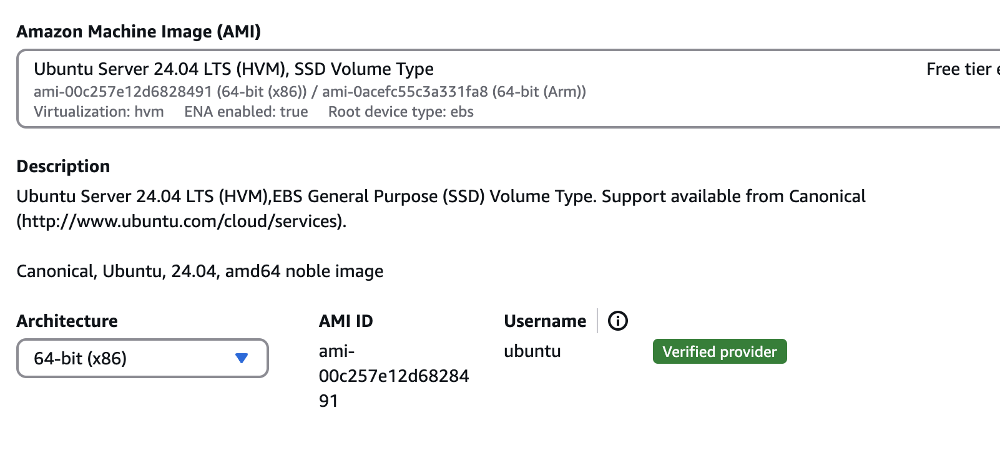 Amazon Machine Image (AMI)
Ubuntu Server 24.04 LTS (HVM), SSD Volume Type
Free tier
ami-00c257e12d6828491 (64-bit (x86)) / ami-0acefc55c3a331fa8 (64-bit (Arm))
Virtualization: hvm ENA enabled: true Root device type: ebs
Description
Ubuntu Server 24.04 LTS (HVM),EBS General Purpose (SSD) Volume Type. Support available from Canonical
(http://www.ubuntu.com/cloud/services).
Canonical, Ubuntu, 24.04, amd64 noble image
Architecture
64-bit (x86)
AMI ID
ami-
00c257e12d68284
91
Username
ubuntu
Verified provider